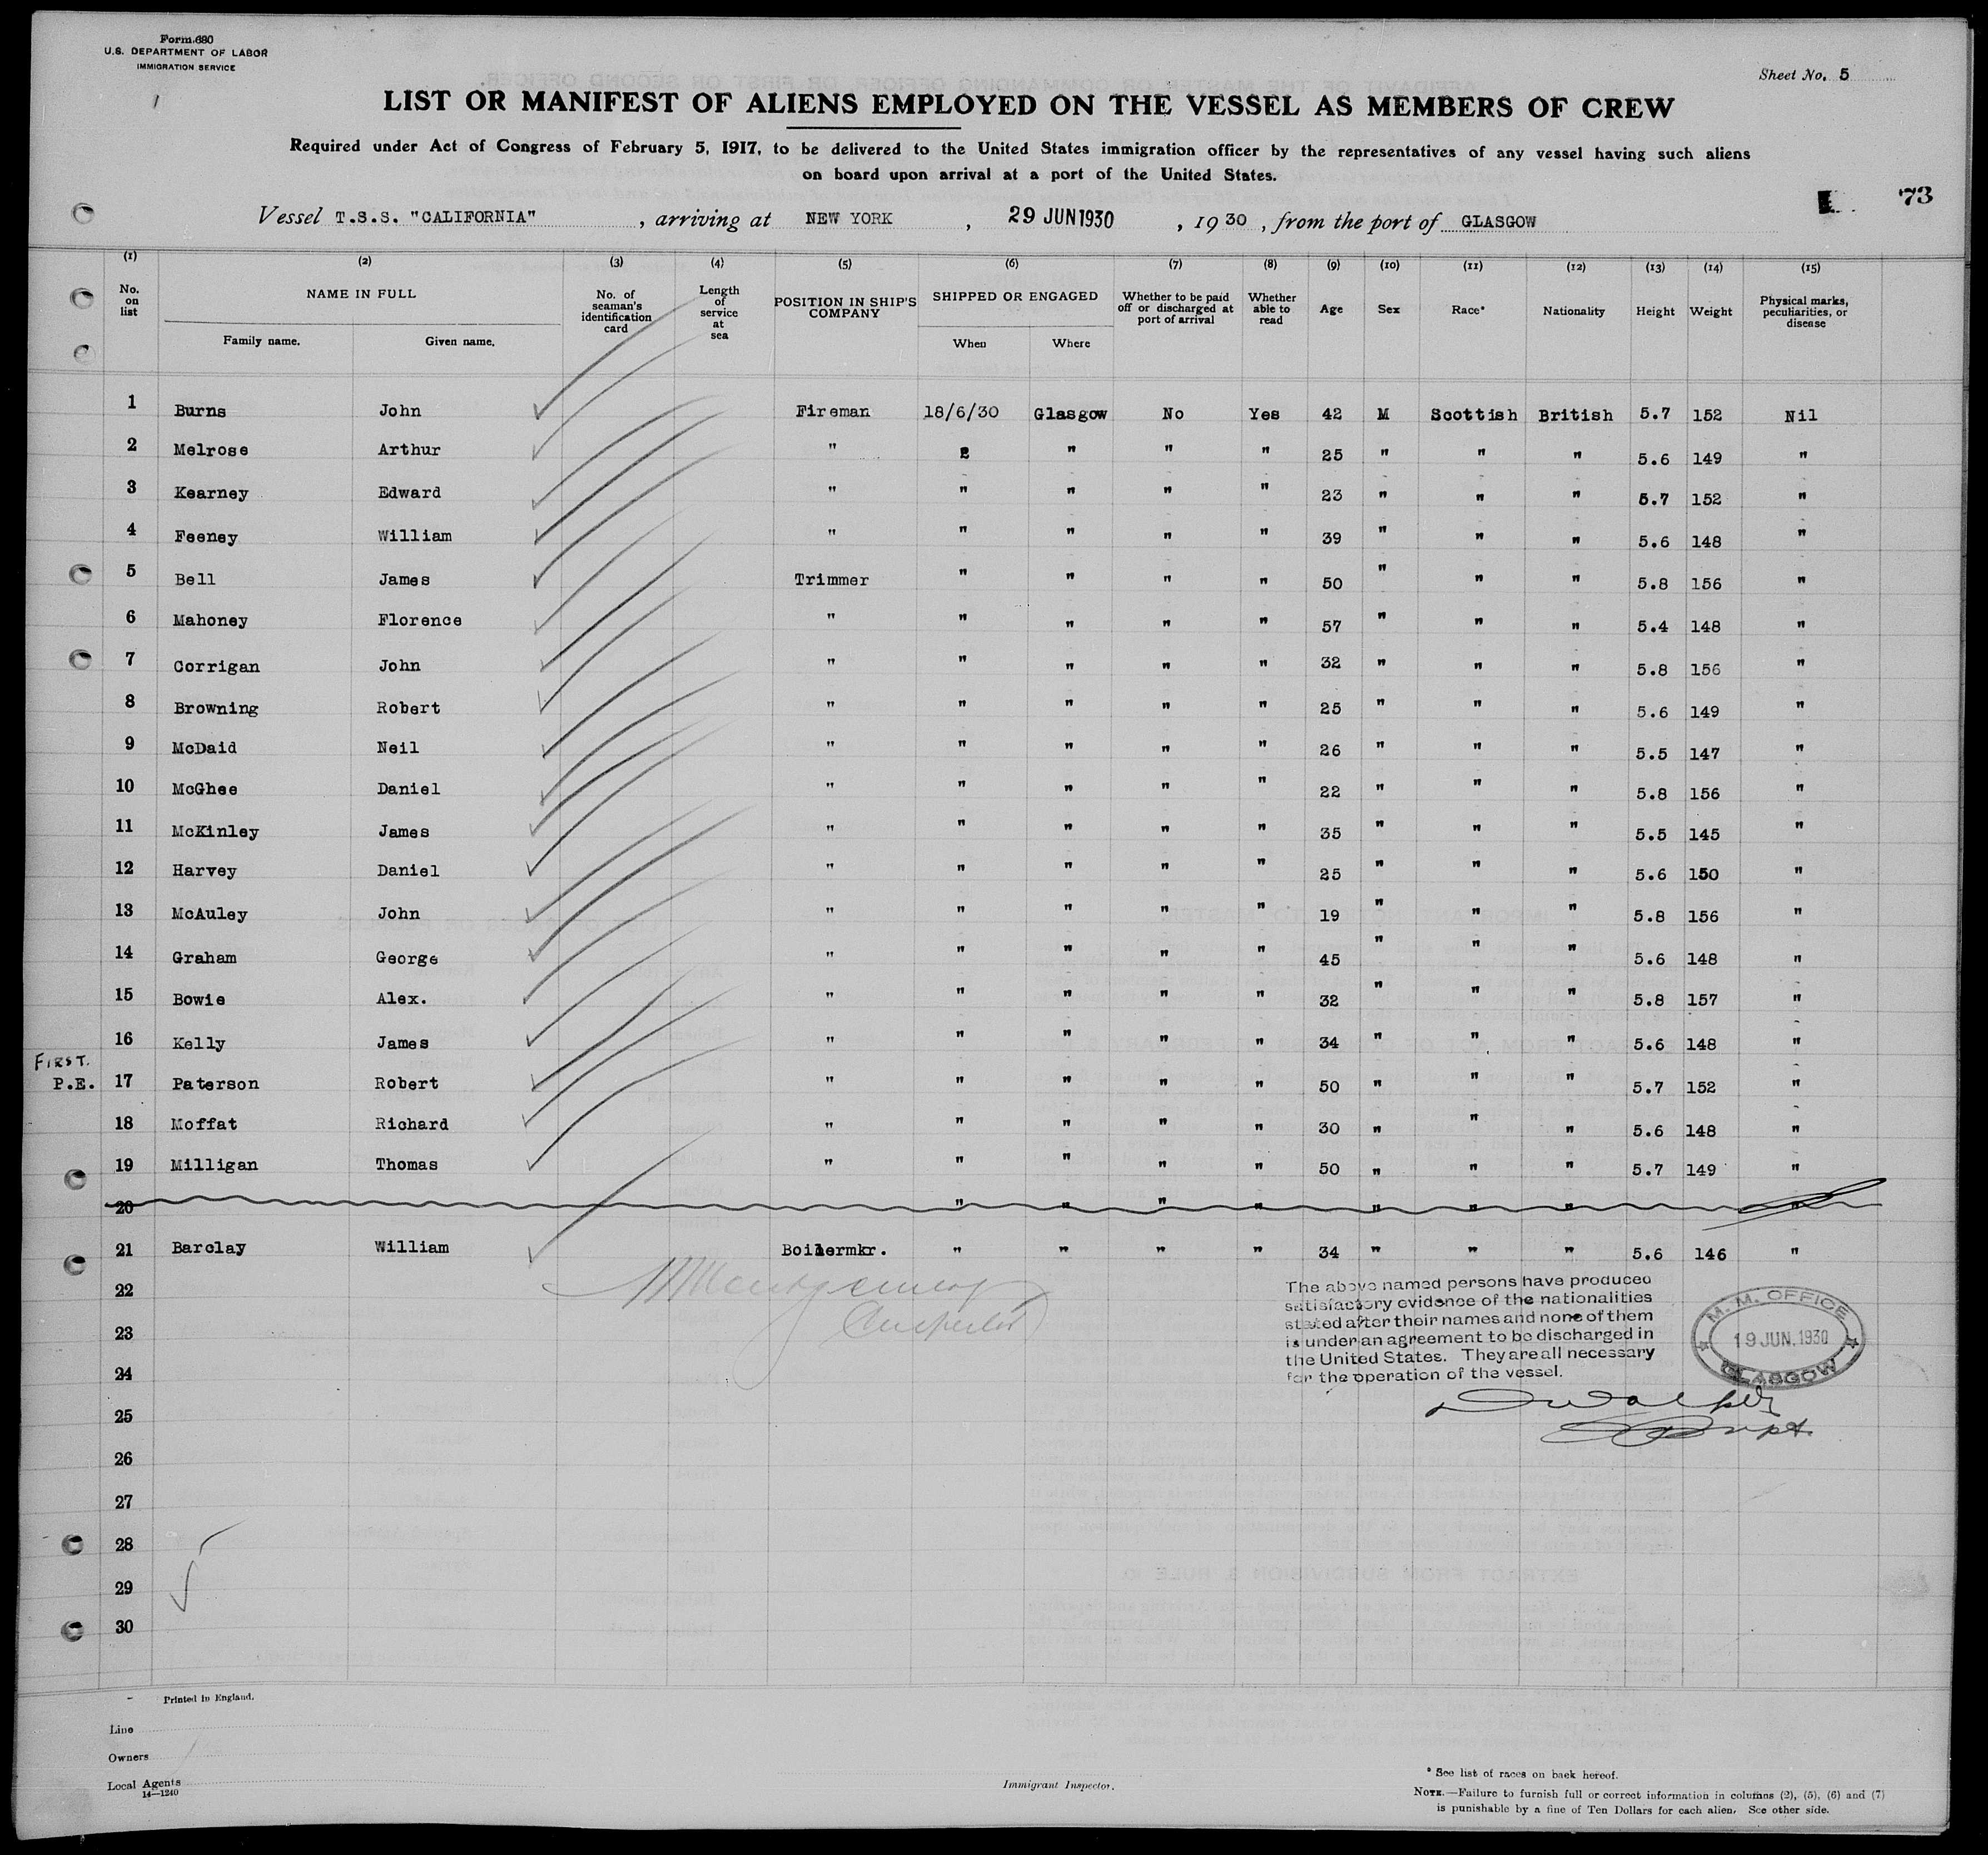 Form 680
U.S. DEPARTMENT OF LABOR
IMMIGRATION SERVICE
Sheet No. 5
LIST OR MANIFEST OF ALIENS EMPLOYED ON THE VESSEL AS MEMBERS OF CREW
Required under Act of Congress of February 5, 1917, to be delivered to the United States immigration officer by the representatives of any vessel having such aliens
on board upon arrival at a port of the United States.
73
Vessel T.S.S. "CALIFORNIA", arriving at NEW YORK, 29 JUN 1930, 19 30, from the port of GLASGOW
(1) (2) (3) (4) (5) (6) (7) (8) (9) (10) (11) (12) (13) (14) (15)
No. on list NAME IN FULL Family name. Given name. No. of seaman's identification card Length of service at sea POSITION IN SHIP'S COMPANY SHIPPED OR ENGAGED When Where Whether to be paid off or discharged at port of arrival Whether able to read Age Sex Race* Nationality Height Weight Physical marks, peculiarities, or disease
1 Burns John Fireman 18/6/30 Glasgow No Yes 42 M Scottish British 5.7 152 Nil
2 Melrose Arthur " " " " 25 " " " 5.6 149 "
3 Kearney Edward " " " " " 23 " " " 5.7 152 "
4 Feeney William " " " " " 39 " " " 5.6 148 "
5 Bell James Trimmer " " " " 50 " " " 5.8 156 "
6 Mahoney Florence " " " " " 57 " " " 5.4 148 "
7 Corrigan John " " " " " 32 " " " 5.8 156 "
8 Browning Robert " " " " " 25 " " " 5.6 149 "
9 McDaid Neil " " " " " 26 " " " 5.5 147 "
10 McGhee Daniel " " " " " 22 " " " 5.8 156 "
11 McKinley James " " " " " 35 " " " 5.5 145 "
12 Harvey Daniel " " " " " 25 " " " 5.6 150 "
13 McAuley John " " " " " 19 " " " 5.8 156 "
14 Graham George " " " " " 45 " " " 5.6 148 "
15 Bowie Alex. " " " " " 32 " " " 5.8 157 "
16 Kelly James " " " " " 34 " " " 5.6 148 "
FIRST.
P.E. 17 Paterson Robert " " " " " 50 " " " 5.7 152 "
18 Moffat Richard " " " " " 30 " " " 5.6 148 "
19 Milligan Thomas " " " " " 50 " " " 5.7 149 "
20 " " " " " " " "
21 Barclay William Boilermkr. " " " " 34 " " " 5.6 146 "
22
23
24
25
26
27
28
29
30
The above named persons have produced
satisfactory evidence of the nationalities
stated after their names and none of them
is under an agreement to be discharged in
the United States. They are all necessary
for the operation of the vessel.
M. M. OFFICE
19 JUN. 1930
GLASGOW
Supt.
Printed in England.
Line
Owners
Local Agents
14—1240
Immigrant Inspector.
* See list of races on back hereof.
NOTE.—Failure to furnish full or correct information in columns (2), (5), (6) and (7)
is punishable by a fine of Ten Dollars for each alien. See other side.